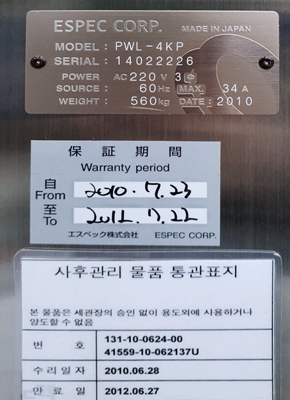 ESPEC CORP. MADE IN JAPAN
MODEL: PWL-4KP
SERIAL: 14022226
POWER AC 220 V 3Φ
SOURCE: 60Hz MAX. 34 A
WEIGHT: 560kg DATE: 2010
保証期間
Warranty period
自
From 2010.7.23
至
To 2012.7.22
エスペック株式会社 ESPEC CORP.
사후관리 물품 통관표지
본 물품은 세관장의 승인 없이 용도외에 사용하거나
양도할 수 없음
번 호 131-10-0624-00
41559-10-062137U
수 리 일 자 2010.06.28
만 료 일 2012.06.27